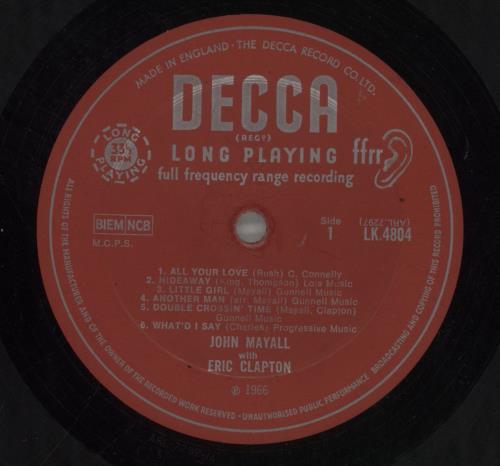 MADE IN ENGLAND · THE DECCA RECORD CO. LTD.
DECCA
(REGD)
LONG PLAYING
ffrr
full frequency range recording
LONG PLAYING
33⅓
RPM
BIEM NCB
M.C.P.S.
Side
1
(ARL-7297)
LK.4804
1. ALL YOUR LOVE (Rush) C. Connelly
2. HIDEAWAY (King, Thompson) Lois Music
3. LITTLE GIRL (Mayall) Gunnell Music
4. ANOTHER MAN (arr. Mayall) Gunnell Music
5. DOUBLE CROSSIN' TIME (Mayall, Clapton)
Gunnell Music
6. WHAT'D I SAY (Charles) Progressive Music
JOHN MAYALL
with
ERIC CLAPTON
℗ 1966
ALL RIGHTS OF THE MANUFACTURER AND OF THE OWNER OF THE RECORDED WORK RESERVED · UNAUTHORISED PUBLIC PERFORMANCE BROADCASTING AND COPYING OF THIS RECORD PROHIBITED